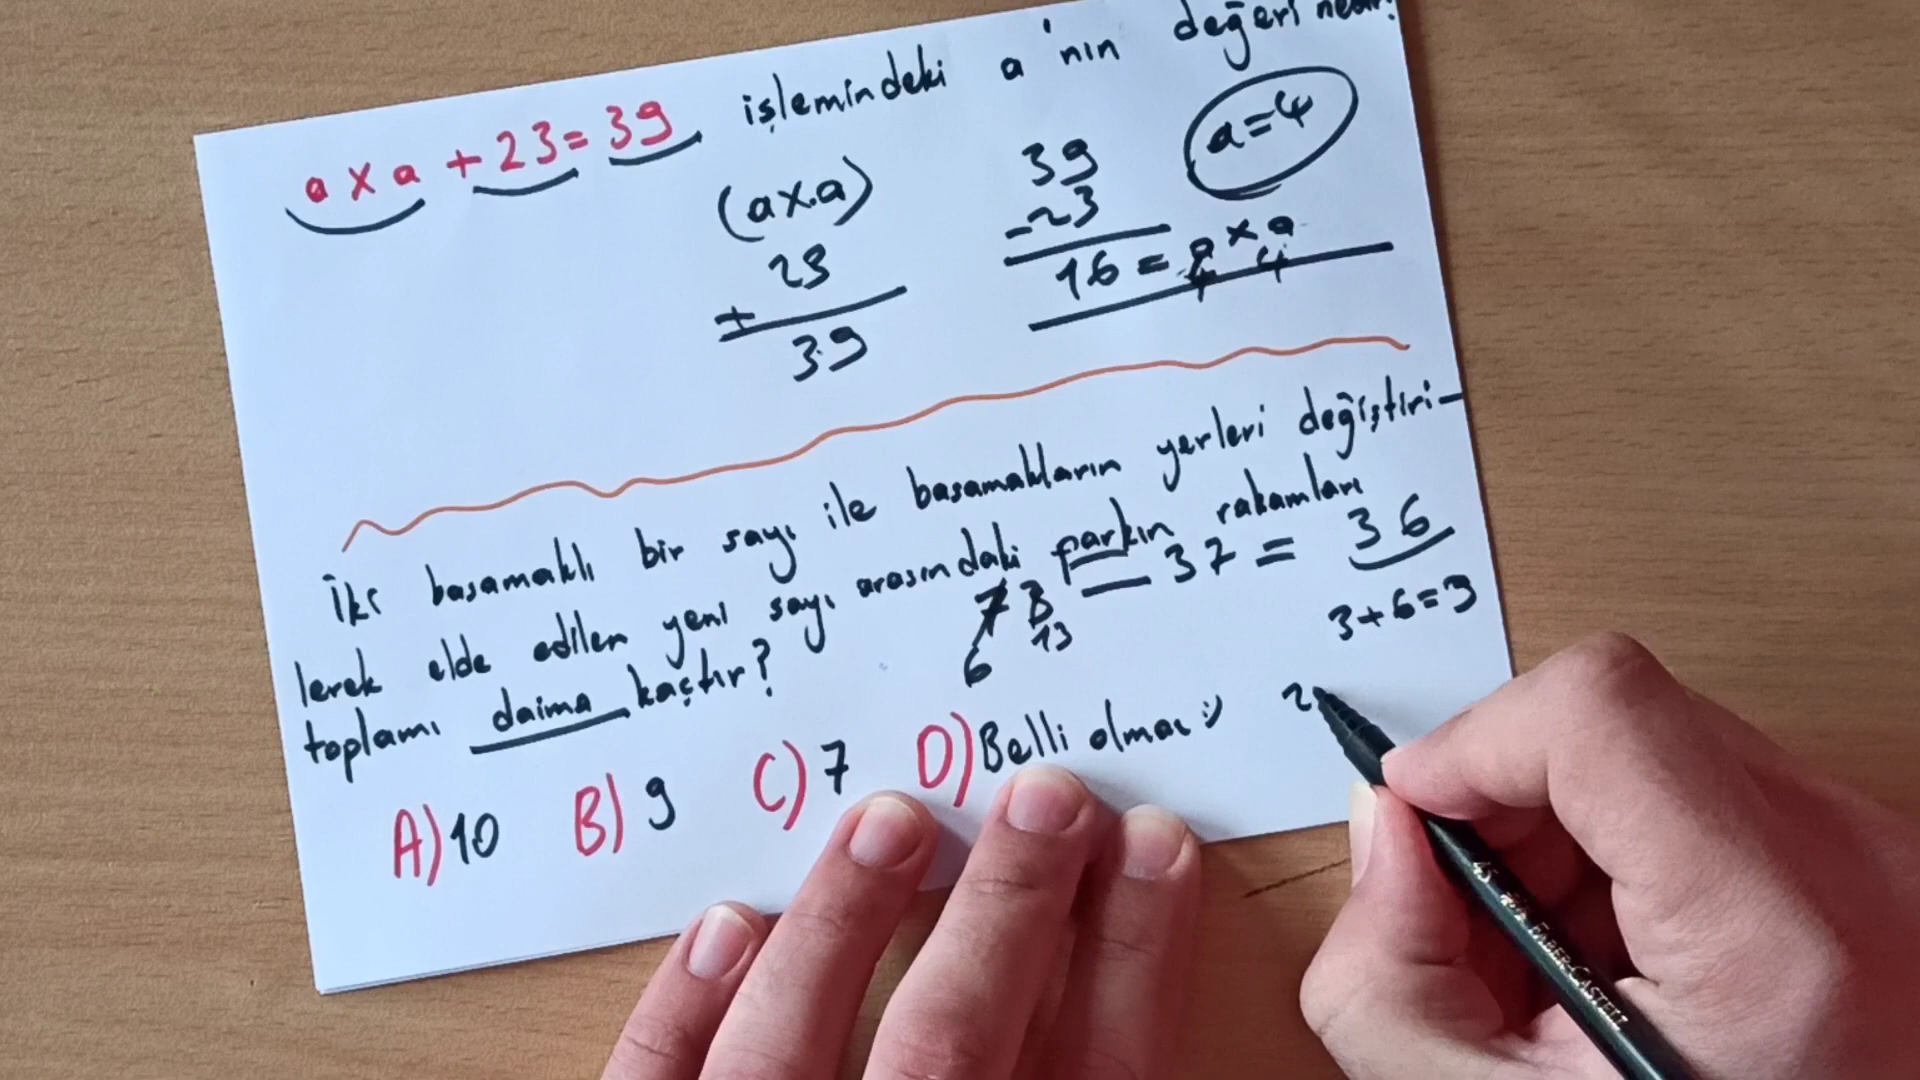 a x a + 23 = 39 işlemindeki a'nın değeri nedir?
(a x a)
23
+
39
39
- 23
16 = a x a
4 4
a = 4
İki basamaklı bir sayı ile basamakların yerleri değiştiri-
lerek elde edilen yeni sayı arasındaki farkın rakamları
toplamı daima kaçtır?
73 - 37 = 36
6 13
3 + 6 = 9
A) 10 B) 9 C) 7 D) Belli olmaz :)
2
45 FABER-CASTELL